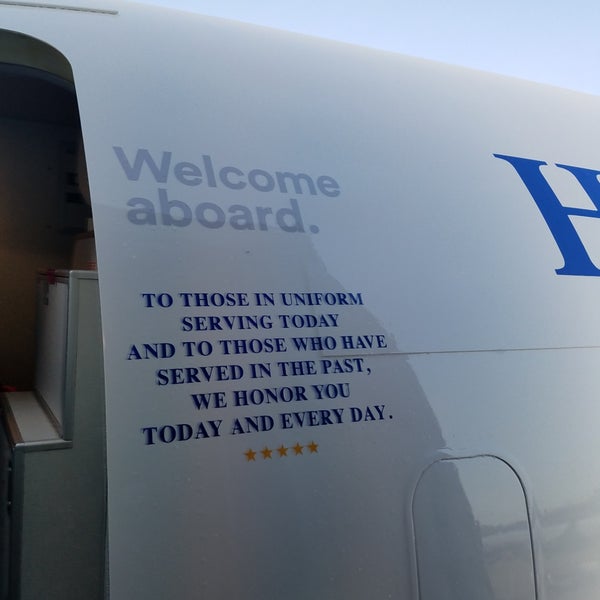 Welcome
aboard.
TO THOSE IN UNIFORM
SERVING TODAY
AND TO THOSE WHO HAVE
SERVED IN THE PAST,
WE HONOR YOU
TODAY AND EVERY DAY.
H